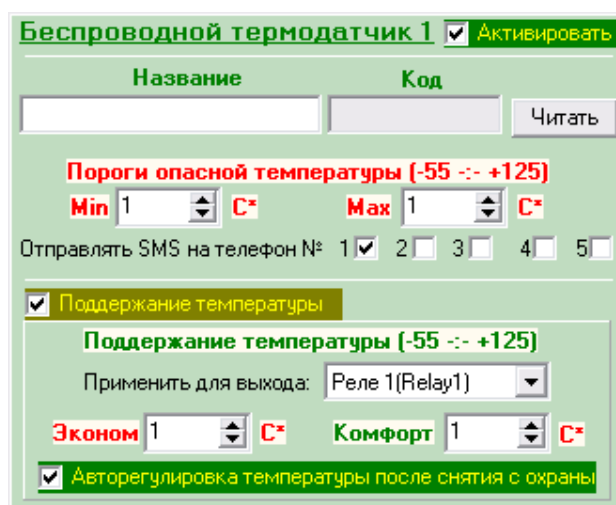 Беспроводной термодатчик 1 Активировать
Название Код
Читать
Пороги опасной температуры (-55 -:- +125)
Min 1 C* Max 1 C*
Отправлять SMS на телефон № 1 2 3 4 5
Поддержание температуры
Поддержание температуры (-55 -:- +125)
Применить для выхода: Реле 1(Relay1)
Эконом 1 C* Комфорт 1 C*
Авторегулировка температуры после снятия с охраны